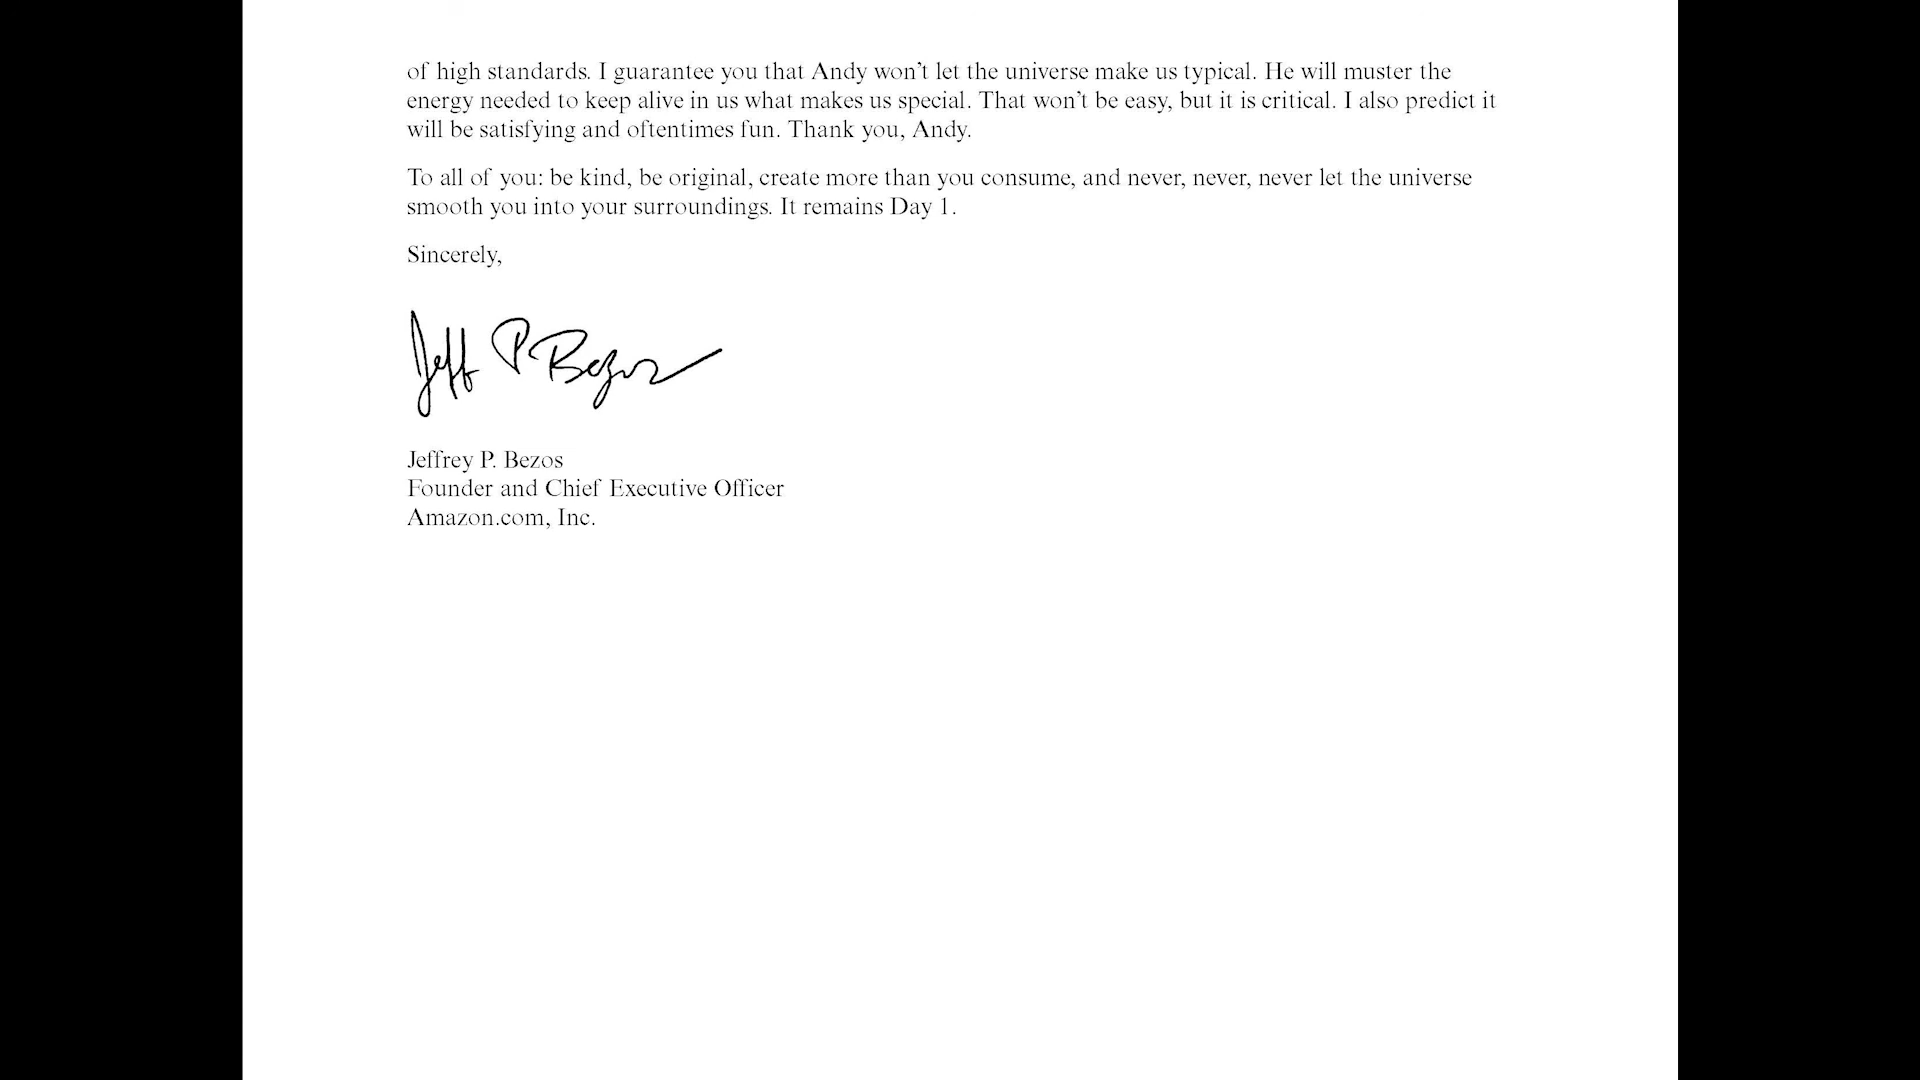 of high standards. I guarantee you that Andy won’t let the universe make us typical. He will muster the
energy needed to keep alive in us what makes us special. That won’t be easy, but it is critical. I also predict it
will be satisfying and oftentimes fun. Thank you, Andy.
To all of you: be kind, be original, create more than you consume, and never, never, never let the universe
smooth you into your surroundings. It remains Day 1.
Sincerely,
Jeff P Bezos
Jeffrey P. Bezos
Founder and Chief Executive Officer
Amazon.com, Inc.